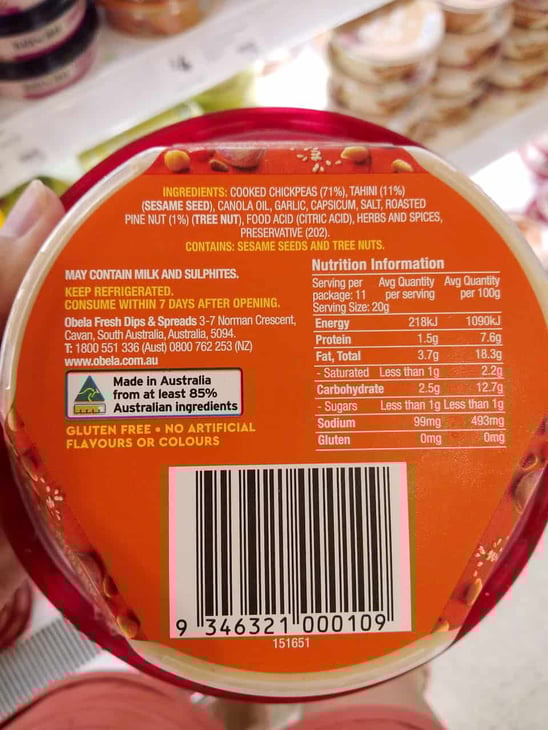 INGREDIENTS: COOKED CHICKPEAS (71%), TAHINI (11%)
(SESAME SEED), CANOLA OIL, GARLIC, CAPSICUM, SALT, ROASTED
PINE NUT (1%) (TREE NUT), FOOD ACID (CITRIC ACID), HERBS AND SPICES,
PRESERVATIVE (202).
CONTAINS: SESAME SEEDS AND TREE NUTS.
MAY CONTAIN MILK AND SULPHITES.
KEEP REFRIGERATED.
CONSUME WITHIN 7 DAYS AFTER OPENING.
Obela Fresh Dips & Spreads 3-7 Norman Crescent,
Cavan, South Australia, Australia, 5094.
T: 1800 551 336 (Aust) 0800 762 253 (NZ)
www.obela.com.au
Made in Australia
from at least 85%
Australian ingredients
GLUTEN FREE • NO ARTIFICIAL
FLAVOURS OR COLOURS
Nutrition Information
Serving per package: 11 Serving Size: 20g Avg Quantity per serving Avg Quantity per 100g
Energy 218kJ 1090kJ
Protein 1.5g 7.6g
Fat, Total 3.7g 18.3g
- Saturated Less than 1g 2.2g
Carbohydrate 2.5g 12.7g
- Sugars Less than 1g Less than 1g
Sodium 99mg 493mg
Gluten 0mg 0mg
9 346321 000109
151651